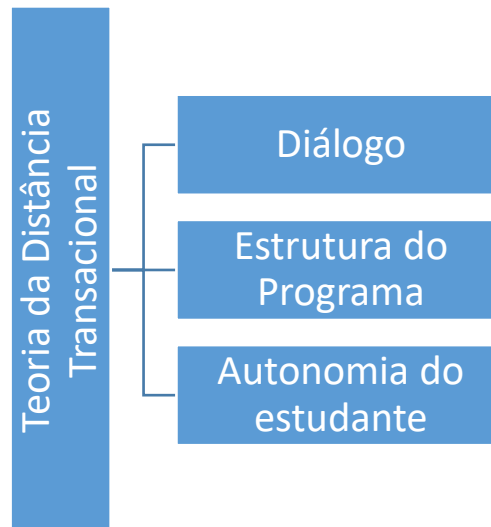 Teoria da Distância
Transacional
Diálogo
Estrutura do
Programa
Autonomia do
estudante